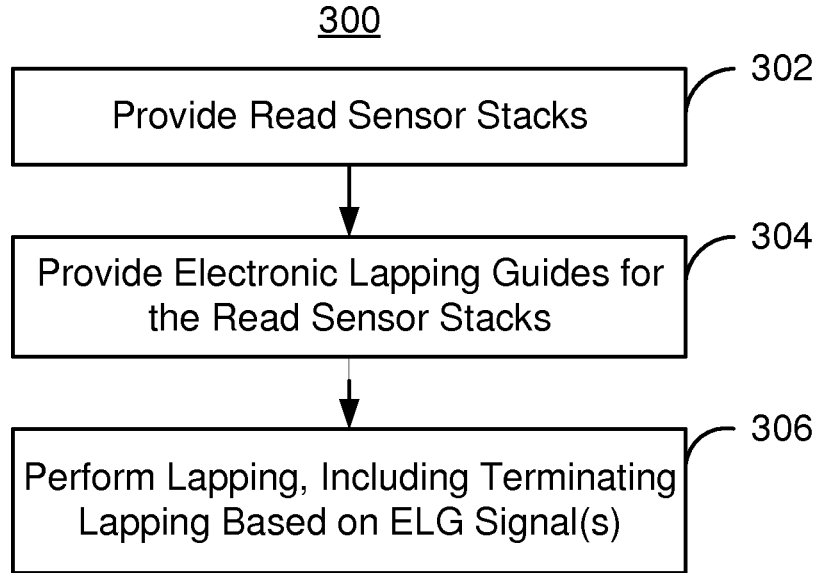 300
302
Provide Read Sensor Stacks
304
Provide Electronic Lapping Guides for
the Read Sensor Stacks
306
Perform Lapping, Including Terminating
Lapping Based on ELG Signal(s)